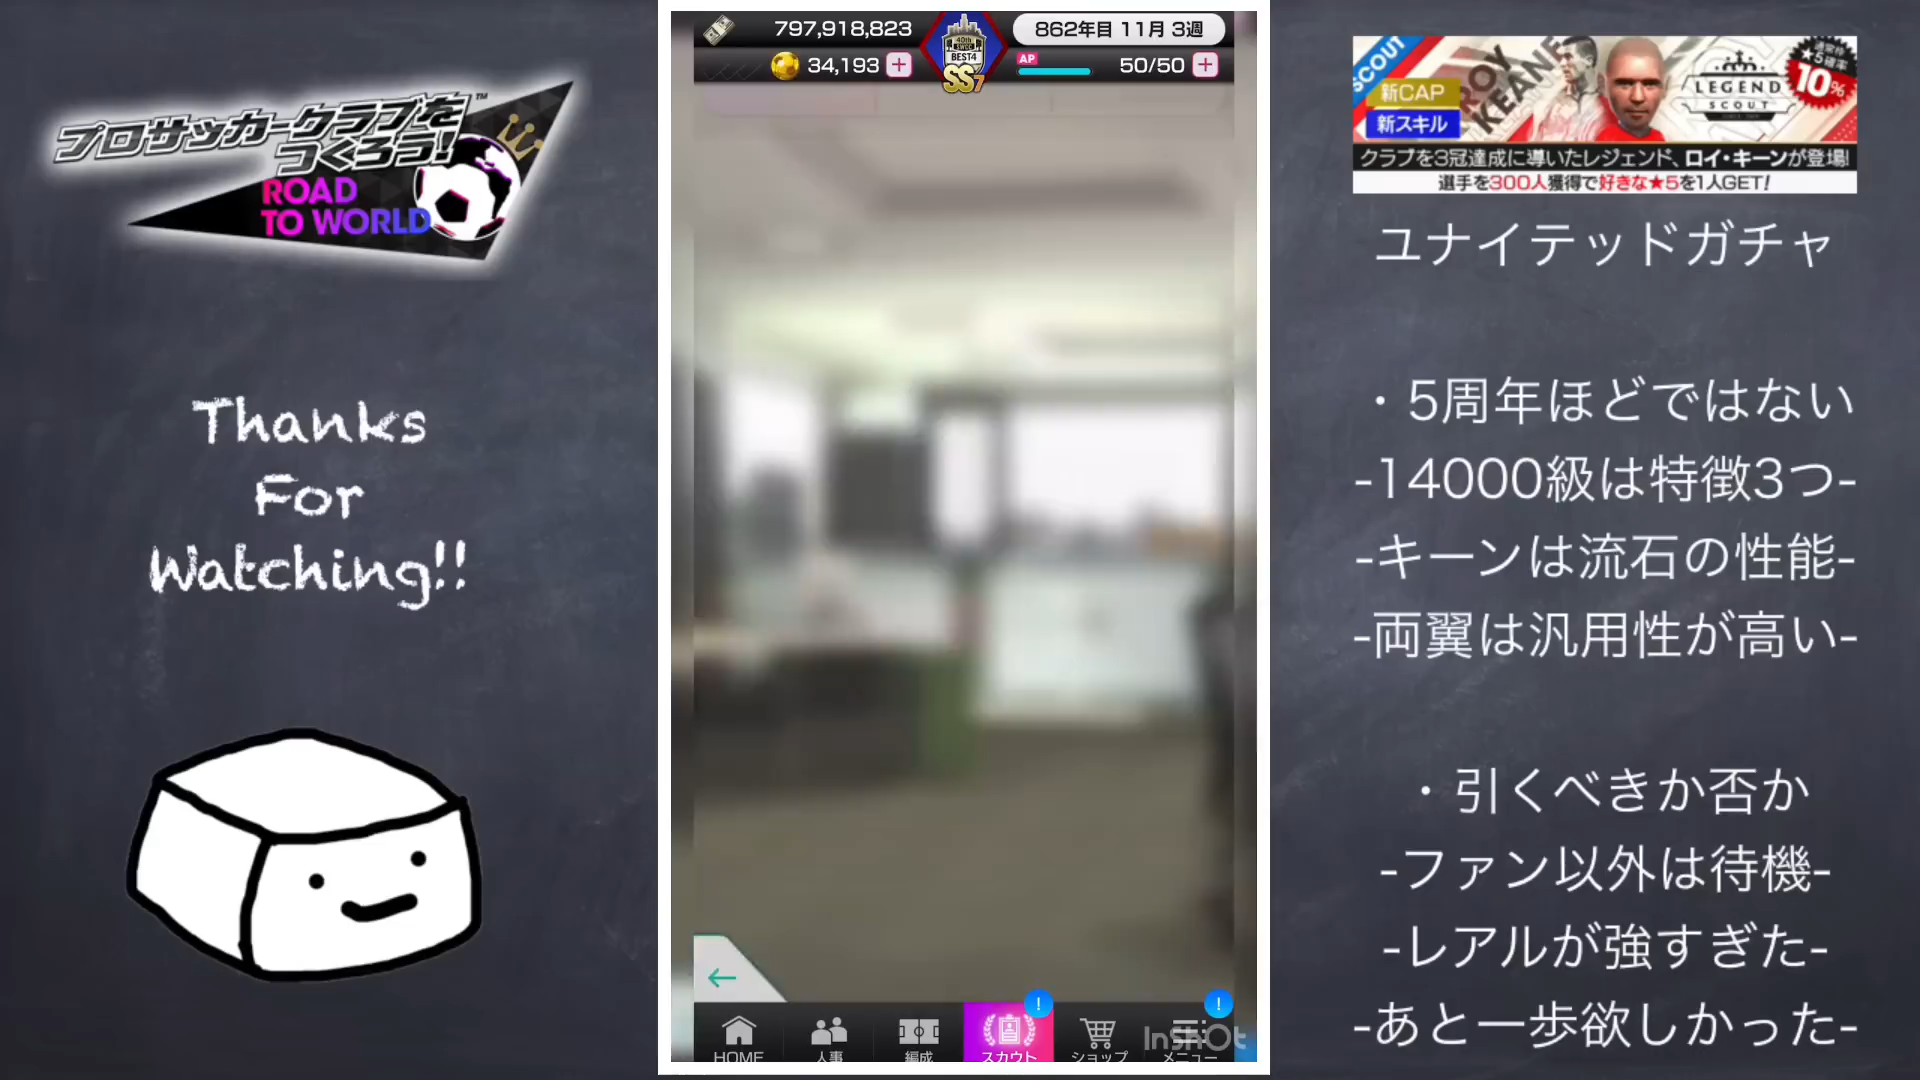 プロサッカークラブを
つくろう!™
ROAD
TO WORLD
Thanks
For
Watching!!
797,918,823
862年目 11月 3週
34,193
40th
SWCC
BEST4
SS7
AP
50/50
HOME
人事
編成
スカウト
ショップ
メニュー
InShOt
SCOUT
ROY
KEANE
新CAP
新スキル
LEGEND
SCOUT
通常枠
★5確率
10%
クラブを3冠達成に導いたレジェンド、ロイ・キーンが登場!
選手を300人獲得で好きな★5を1人GET!
ユナイテッドガチャ
・5周年ほどではない
-14000級は特徴3つ-
-キーンは流石の性能-
-両翼は汎用性が高い-
・引くべきか否か
-ファン以外は待機-
-レアルが強すぎた-
-あと一歩欲しかった-